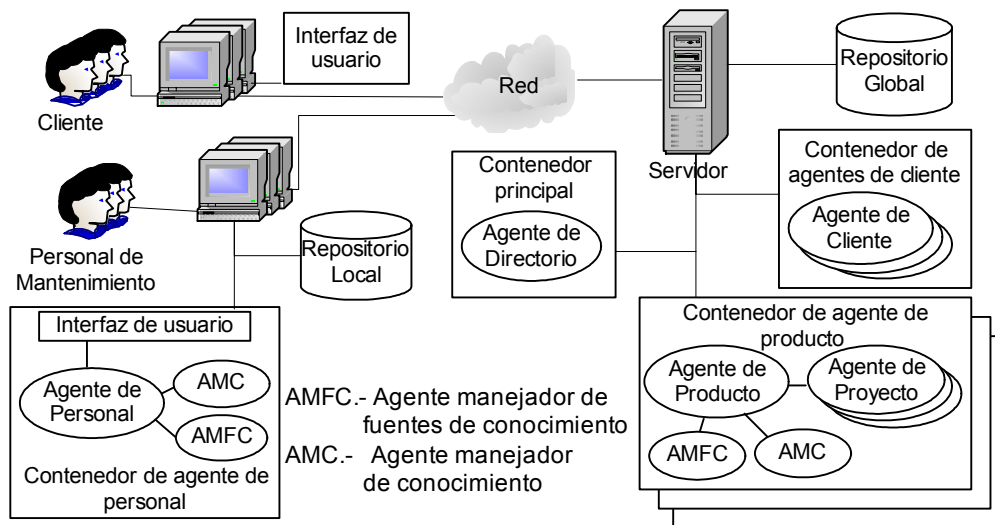 Interfaz de
usuario
Cliente
Red
Servidor
Repositorio
Global
Personal de
Mantenimiento
Repositorio
Local
Contenedor
principal
Agente de
Directorio
Contenedor de
agentes de cliente
Agente de
Cliente
Interfaz de usuario
Agente de
Personal
AMC
AMFC
Contenedor de agente de
personal
AMFC.- Agente manejador de
fuentes de conocimiento
AMC.- Agente manejador
de conocimiento
Contenedor de agente de
producto
Agente de
Producto
Agente de
Proyecto
AMFC
AMC